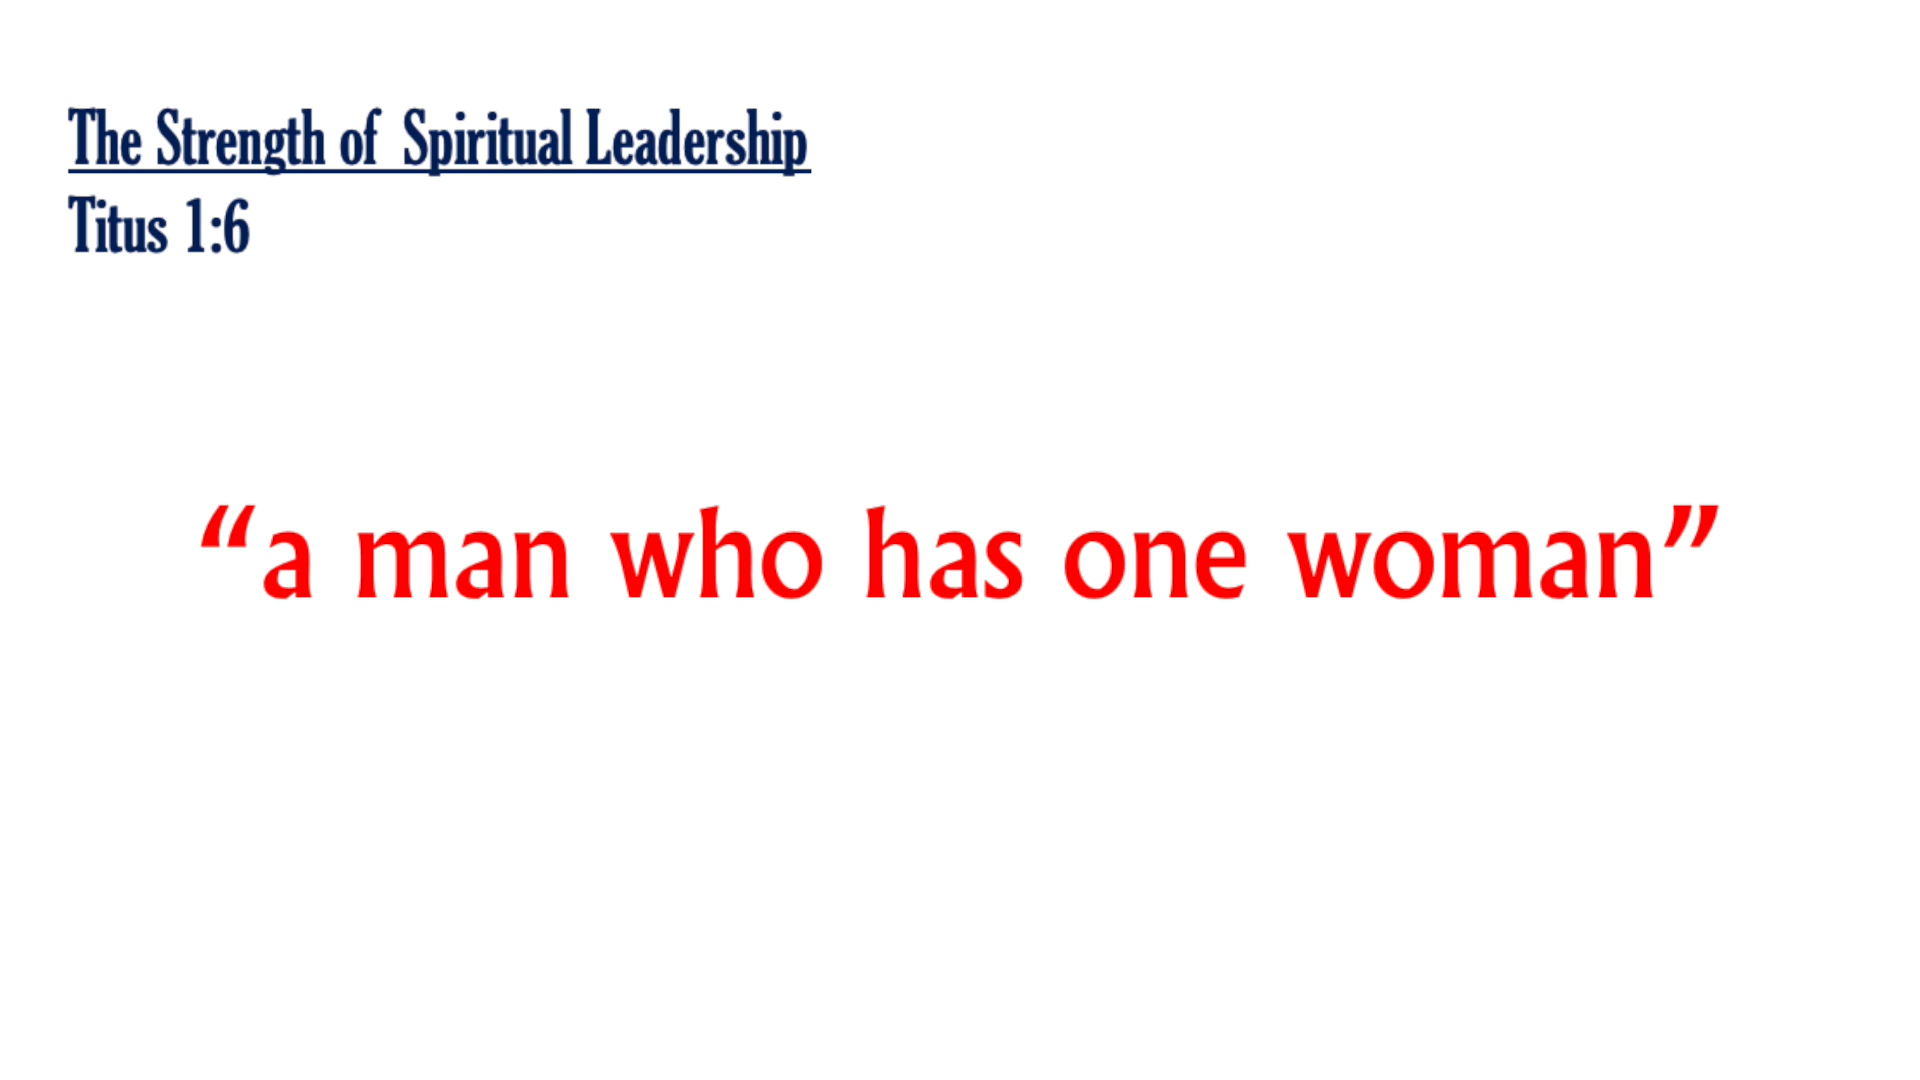 The Strength of  Spiritual Leadership
Titus 1:6
“a man who has one woman”